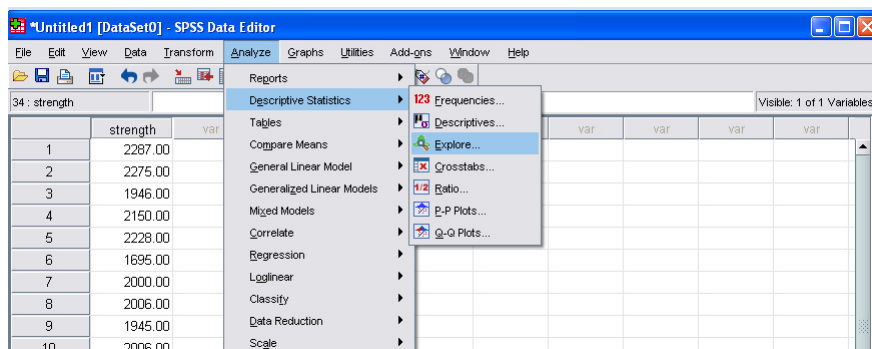 *Untitled1 [DataSet0] - SPSS Data Editor
File Edit View Data Transform Analyze Graphs Utilities Add-ons Window Help
34 : strength
Visible: 1 of 1 Variables
strength var var var var var
Reports
Descriptive Statistics
Tables
Compare Means
General Linear Model
Generalized Linear Models
Mixed Models
Correlate
Regression
Loglinear
Classify
Data Reduction
Scale
123 Frequencies...
Descriptives...
Explore...
Crosstabs...
1/2 Ratio...
P-P Plots...
Q-Q Plots...
1 2287.00
2 2275.00
3 1946.00
4 2150.00
5 2228.00
6 1695.00
7 2000.00
8 2006.00
9 1945.00
10 2006.00